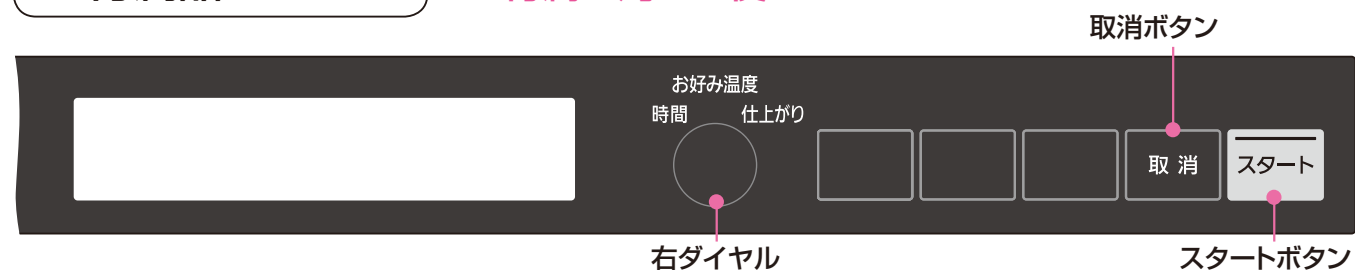 取消ボタン
お好み温度
時間 仕上がり
取 消 スタート
右ダイヤル スタートボタン